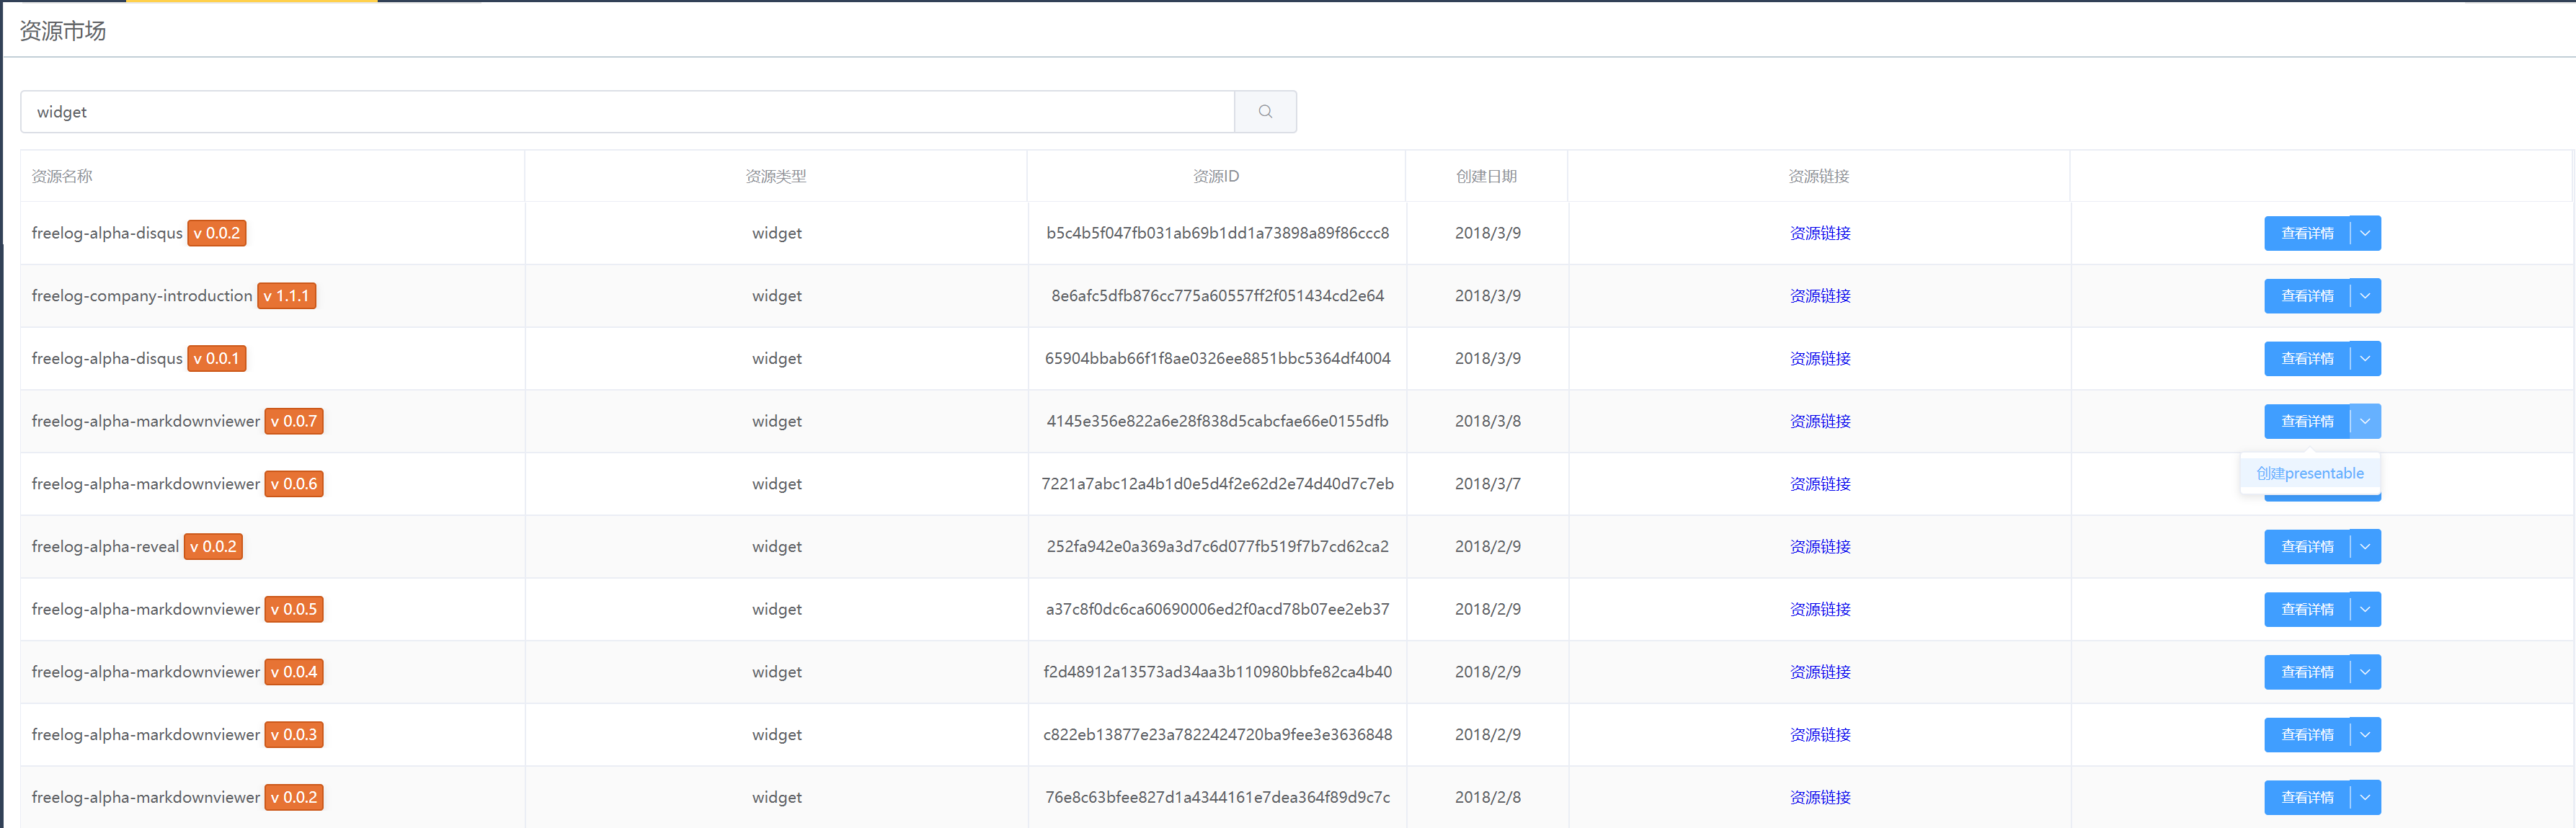 资源市场
widget
资源名称 资源类型 资源ID 创建日期 资源链接
freelog-alpha-disqus v 0.0.2 widget b5c4b5f047fb031ab69b1dd1a73898a89f86ccc8 2018/3/9 资源链接 查看详情
freelog-company-introduction v 1.1.1 widget 8e6afc5dfb876cc775a60557ff2f051434cd2e64 2018/3/9 资源链接 查看详情
freelog-alpha-disqus v 0.0.1 widget 65904bbab66f1f8ae0326ee8851bbc5364df4004 2018/3/9 资源链接 查看详情
freelog-alpha-markdownviewer v 0.0.7 widget 4145e356e822a6e28f838d5cabcfae66e0155dfb 2018/3/8 资源链接 查看详情
创建presentable
freelog-alpha-markdownviewer v 0.0.6 widget 7221a7abc12a4b1d0e5d4f2e62d2e74d40d7c7eb 2018/3/7 资源链接
freelog-alpha-reveal v 0.0.2 widget 252fa942e0a369a3d7c6d077fb519f7b7cd62ca2 2018/2/9 资源链接 查看详情
freelog-alpha-markdownviewer v 0.0.5 widget a37c8f0dc6ca60690006ed2f0acd78b07ee2eb37 2018/2/9 资源链接 查看详情
freelog-alpha-markdownviewer v 0.0.4 widget f2d48912a13573ad34aa3b110980bbfe82ca4b40 2018/2/9 资源链接 查看详情
freelog-alpha-markdownviewer v 0.0.3 widget c822eb13877e23a7822424720ba9fee3e3636848 2018/2/9 资源链接 查看详情
freelog-alpha-markdownviewer v 0.0.2 widget 76e8c63bfee827d1a4344161e7dea364f89d9c7c 2018/2/8 资源链接 查看详情